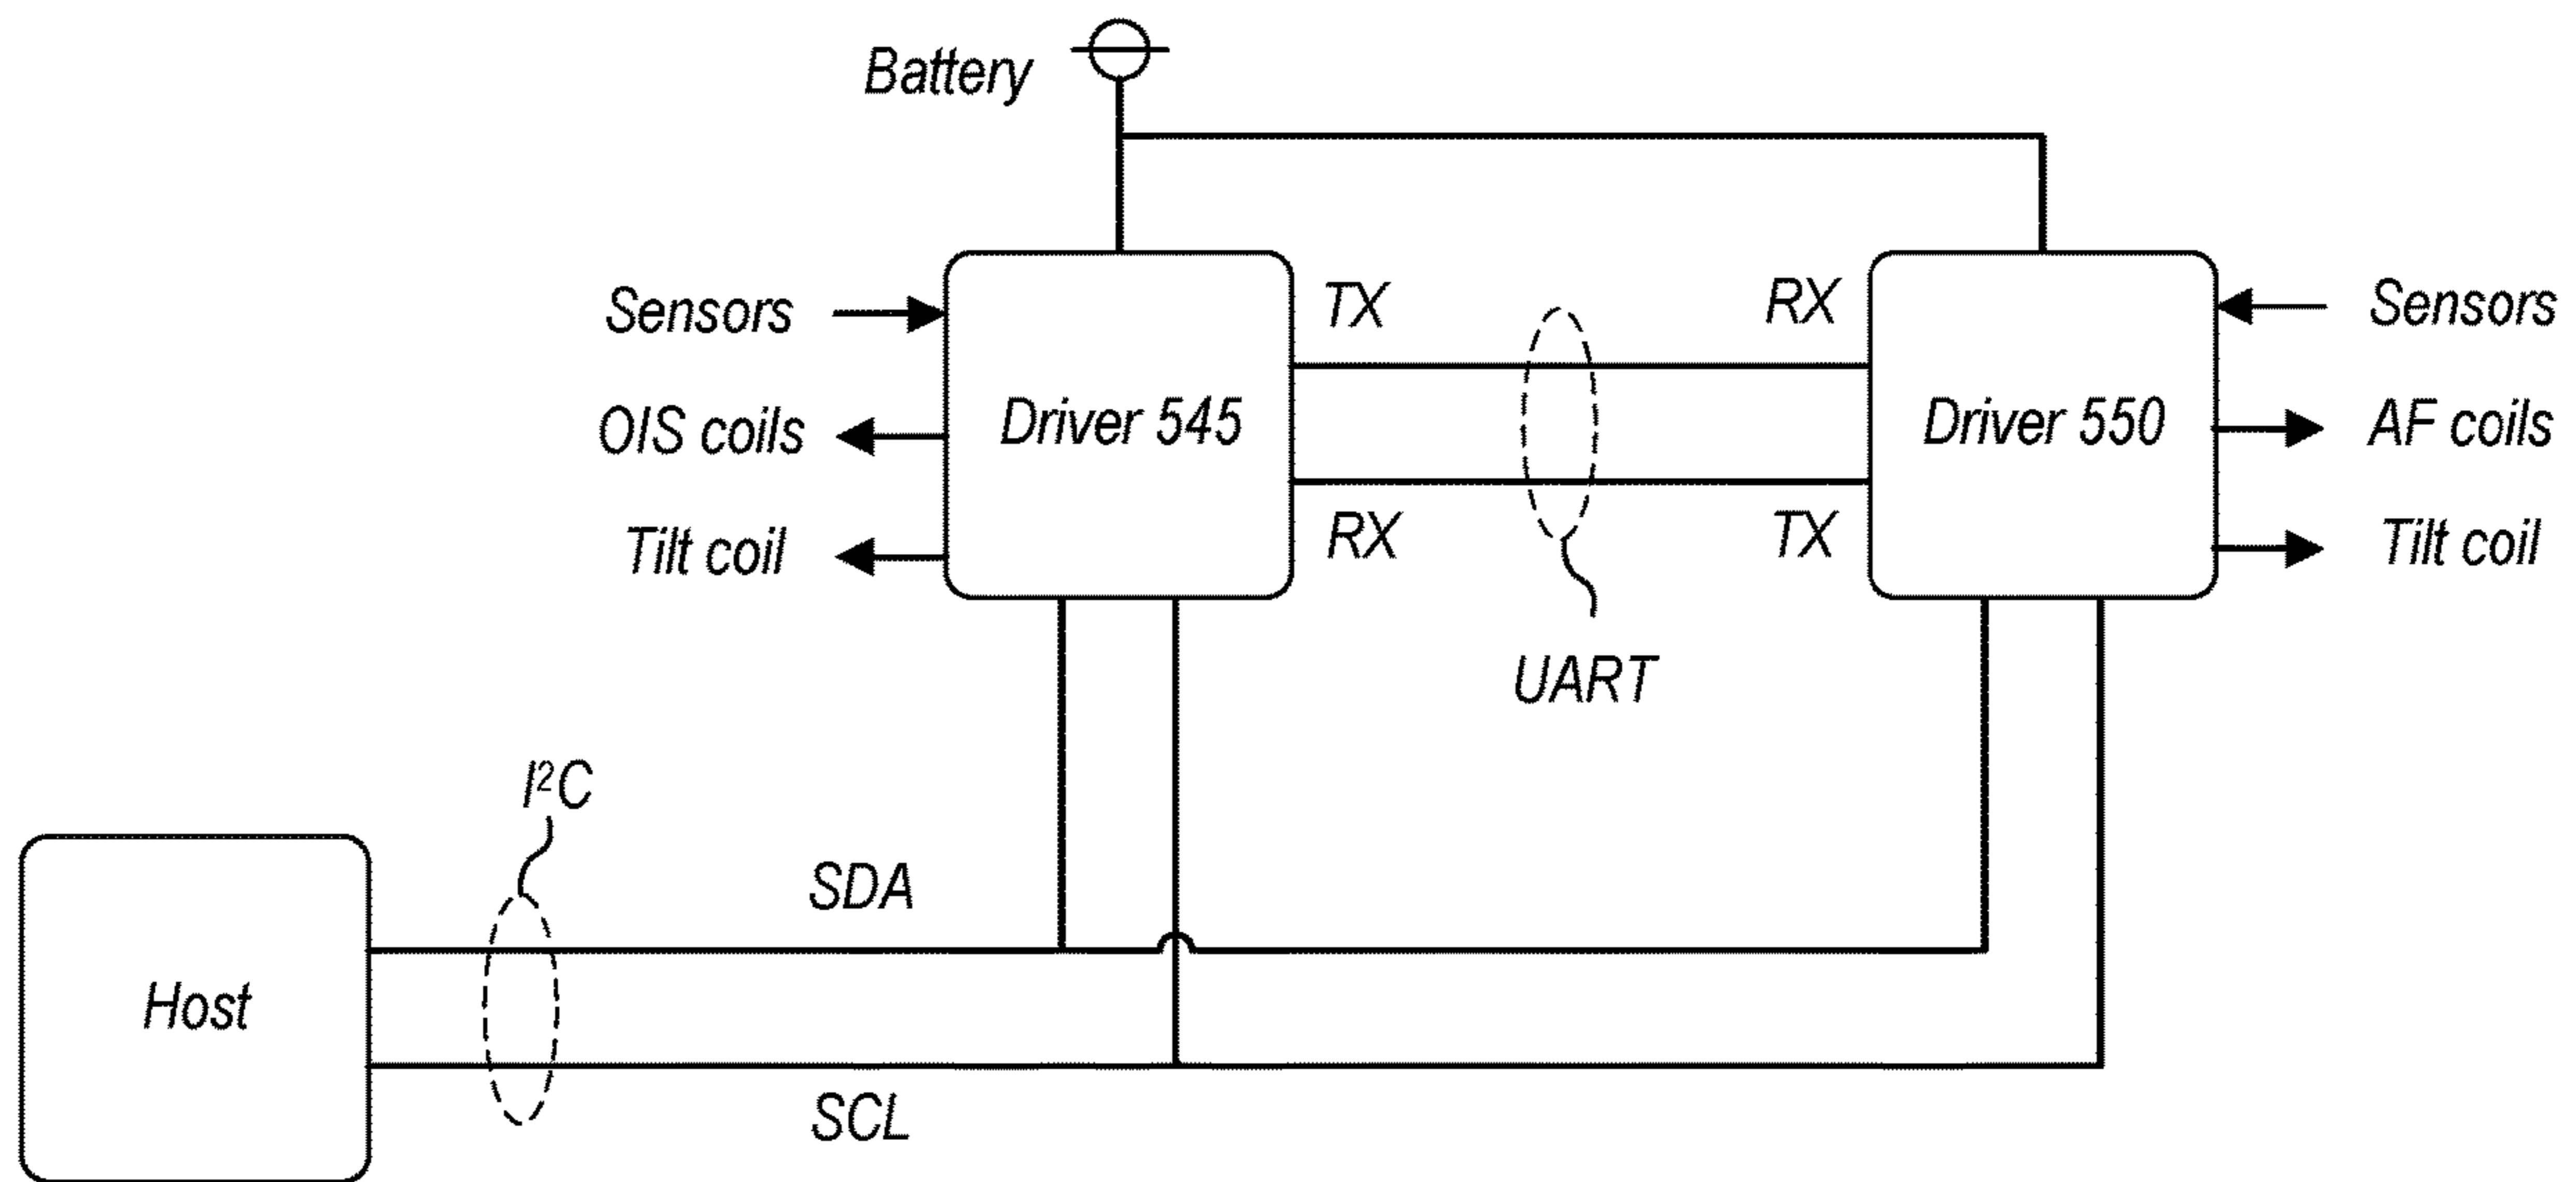 Battery
Sensors
TX
RX
Sensors
OIS coils
Driver 545
Driver 550
AF coils
Tilt coil
RX
TX
Tilt coil
UART
I²C
SDA
Host
SCL